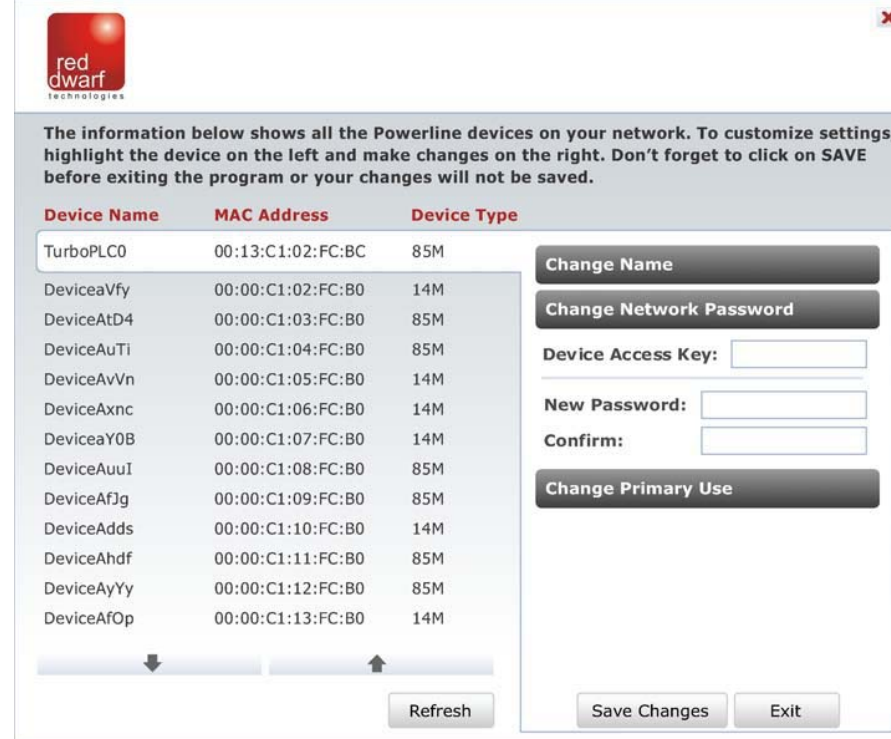 red
dwarf
technologies
The information below shows all the Powerline devices on your network. To customize settings
highlight the device on the left and make changes on the right. Don't forget to click on SAVE
before exiting the program or your changes will not be saved.
Device Name MAC Address Device Type
TurboPLC0 00:13:C1:02:FC:BC 85M
DeviceaVfy 00:00:C1:02:FC:B0 14M
DeviceAtD4 00:00:C1:03:FC:B0 85M
DeviceAuTi 00:00:C1:04:FC:B0 85M
DeviceAvVn 00:00:C1:05:FC:B0 14M
DeviceAxnc 00:00:C1:06:FC:B0 14M
DeviceaY0B 00:00:C1:07:FC:B0 14M
DeviceAuuI 00:00:C1:08:FC:B0 85M
DeviceAfJg 00:00:C1:09:FC:B0 85M
DeviceAdds 00:00:C1:10:FC:B0 14M
DeviceAhdf 00:00:C1:11:FC:B0 85M
DeviceAyYy 00:00:C1:12:FC:B0 85M
DeviceAfOp 00:00:C1:13:FC:B0 14M
Refresh
Change Name
Change Network Password
Device Access Key:
New Password:
Confirm:
Change Primary Use
Save Changes Exit